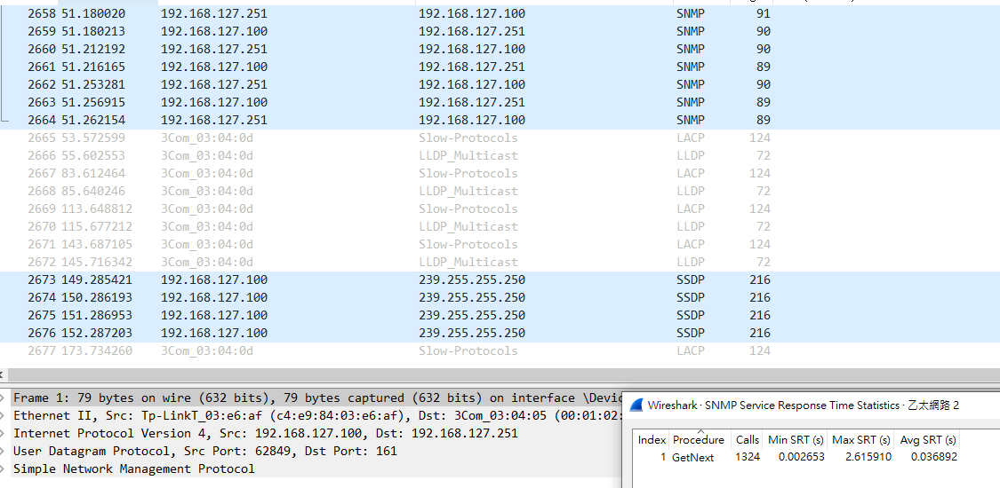 2658 51.180020 192.168.127.251 192.168.127.100 SNMP 91
2659 51.180213 192.168.127.100 192.168.127.251 SNMP 90
2660 51.212192 192.168.127.251 192.168.127.100 SNMP 90
2661 51.216165 192.168.127.100 192.168.127.251 SNMP 89
2662 51.253281 192.168.127.251 192.168.127.100 SNMP 90
2663 51.256915 192.168.127.100 192.168.127.251 SNMP 89
2664 51.262154 192.168.127.251 192.168.127.100 SNMP 89
2665 53.572599 3Com_03:04:0d Slow-Protocols LACP 124
2666 55.602553 3Com_03:04:0d LLDP_Multicast LLDP 72
2667 83.612464 3Com_03:04:0d Slow-Protocols LACP 124
2668 85.640246 3Com_03:04:0d LLDP_Multicast LLDP 72
2669 113.648812 3Com_03:04:0d Slow-Protocols LACP 124
2670 115.677212 3Com_03:04:0d LLDP_Multicast LLDP 72
2671 143.687105 3Com_03:04:0d Slow-Protocols LACP 124
2672 145.716342 3Com_03:04:0d LLDP_Multicast LLDP 72
2673 149.285421 192.168.127.100 239.255.255.250 SSDP 216
2674 150.286193 192.168.127.100 239.255.255.250 SSDP 216
2675 151.286953 192.168.127.100 239.255.255.250 SSDP 216
2676 152.287203 192.168.127.100 239.255.255.250 SSDP 216
2677 173.734260 3Com_03:04:0d Slow-Protocols LACP 124
Frame 1: 79 bytes on wire (632 bits), 79 bytes captured (632 bits) on interface \Devic
Ethernet II, Src: Tp-LinkT_03:e6:af (c4:e9:84:03:e6:af), Dst: 3Com_03:04:05 (00:01:02:
Internet Protocol Version 4, Src: 192.168.127.100, Dst: 192.168.127.251
User Datagram Protocol, Src Port: 62849, Dst Port: 161
Simple Network Management Protocol
Wireshark · SNMP Service Response Time Statistics · 乙太網路 2
Index Procedure Calls Min SRT (s) Max SRT (s) Avg SRT (s)
1 GetNext 1324 0.002653 2.615910 0.036892